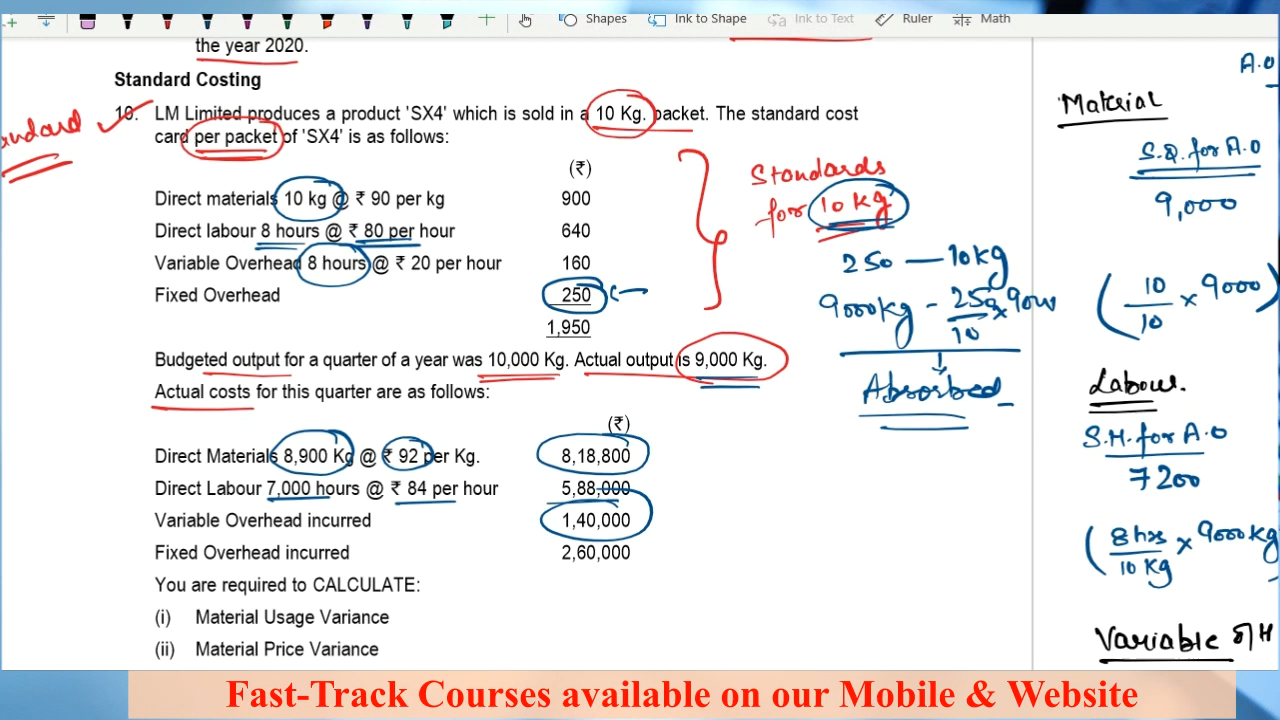 Shapes Ink to Shape Ink to Text Ruler Math
the year 2020.
Standard Costing
10. LM Limited produces a product 'SX4' which is sold in a 10 Kg. packet. The standard cost
card per packet of 'SX4' is as follows:
(₹)
Direct materials 10 kg @ ₹ 90 per kg 900
Direct labour 8 hours @ ₹ 80 per hour 640
Variable Overhead 8 hours @ ₹ 20 per hour 160
Fixed Overhead 250
1,950
Budgeted output for a quarter of a year was 10,000 Kg. Actual output is 9,000 Kg.
Actual costs for this quarter are as follows:
(₹)
Direct Materials 8,900 Kg @ ₹ 92 per Kg. 8,18,800
Direct Labour 7,000 hours @ ₹ 84 per hour 5,88,000
Variable Overhead incurred 1,40,000
Fixed Overhead incurred 2,60,000
You are required to CALCULATE:
(i) Material Usage Variance
(ii) Material Price Variance
Standards
for 10 kg
250 — 10kg
9000kg - 250/10 × 9000
Absorbed
A.O
Material
S.Q. for A.O
9,000
(10/10 × 9000)
Labour.
S.H. for A.O
7200
(8 hrs/10 Kg × 9000 kg
Variable O/H
Fast-Track Courses available on our Mobile & Website